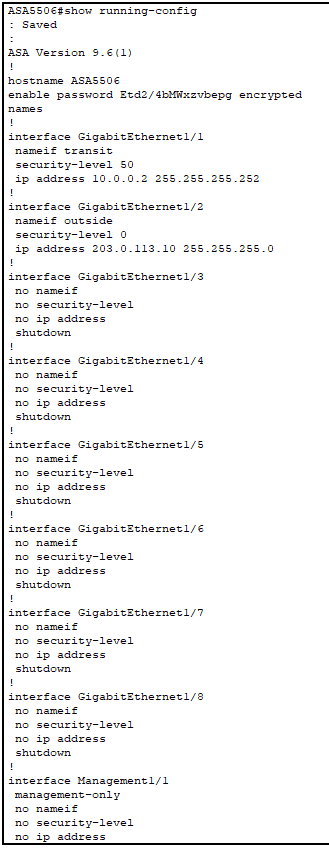 ASA5506#show running-config
: Saved
:
ASA Version 9.6(1)
!
hostname ASA5506
enable password Etd2/4bMWxzvbepg encrypted
names
!
interface GigabitEthernet1/1
nameif transit
security-level 50
ip address 10.0.0.2 255.255.255.252
!
interface GigabitEthernet1/2
nameif outside
security-level 0
ip address 203.0.113.10 255.255.255.0
!
interface GigabitEthernet1/3
no nameif
no security-level
no ip address
shutdown
!
interface GigabitEthernet1/4
no nameif
no security-level
no ip address
shutdown
!
interface GigabitEthernet1/5
no nameif
no security-level
no ip address
shutdown
!
interface GigabitEthernet1/6
no nameif
no security-level
no ip address
shutdown
!
interface GigabitEthernet1/7
no nameif
no security-level
no ip address
shutdown
!
interface GigabitEthernet1/8
no nameif
no security-level
no ip address
shutdown
!
interface Management1/1
management-only
no nameif
no security-level
no ip address